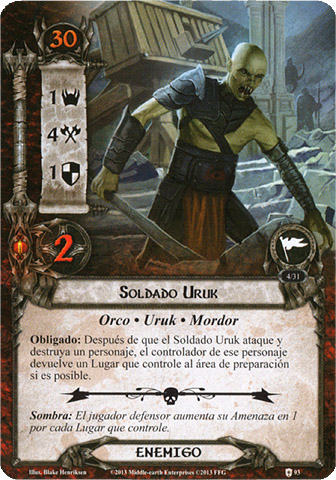 30
1
4
1
2
4/31
Soldado Uruk
Orco • Uruk • Mordor
Obligado: Después de que el Soldado Uruk ataque y
destruya un personaje, el controlador de ese personaje
devuelve un Lugar que controle al área de preparación
si es posible.
Sombra: El jugador defensor aumenta su Amenaza en 1
por cada Lugar que controle.
ENEMIGO
Illus. Blake Henriksen
©2013 Middle-earth Enterprises ©2013 FFG
93